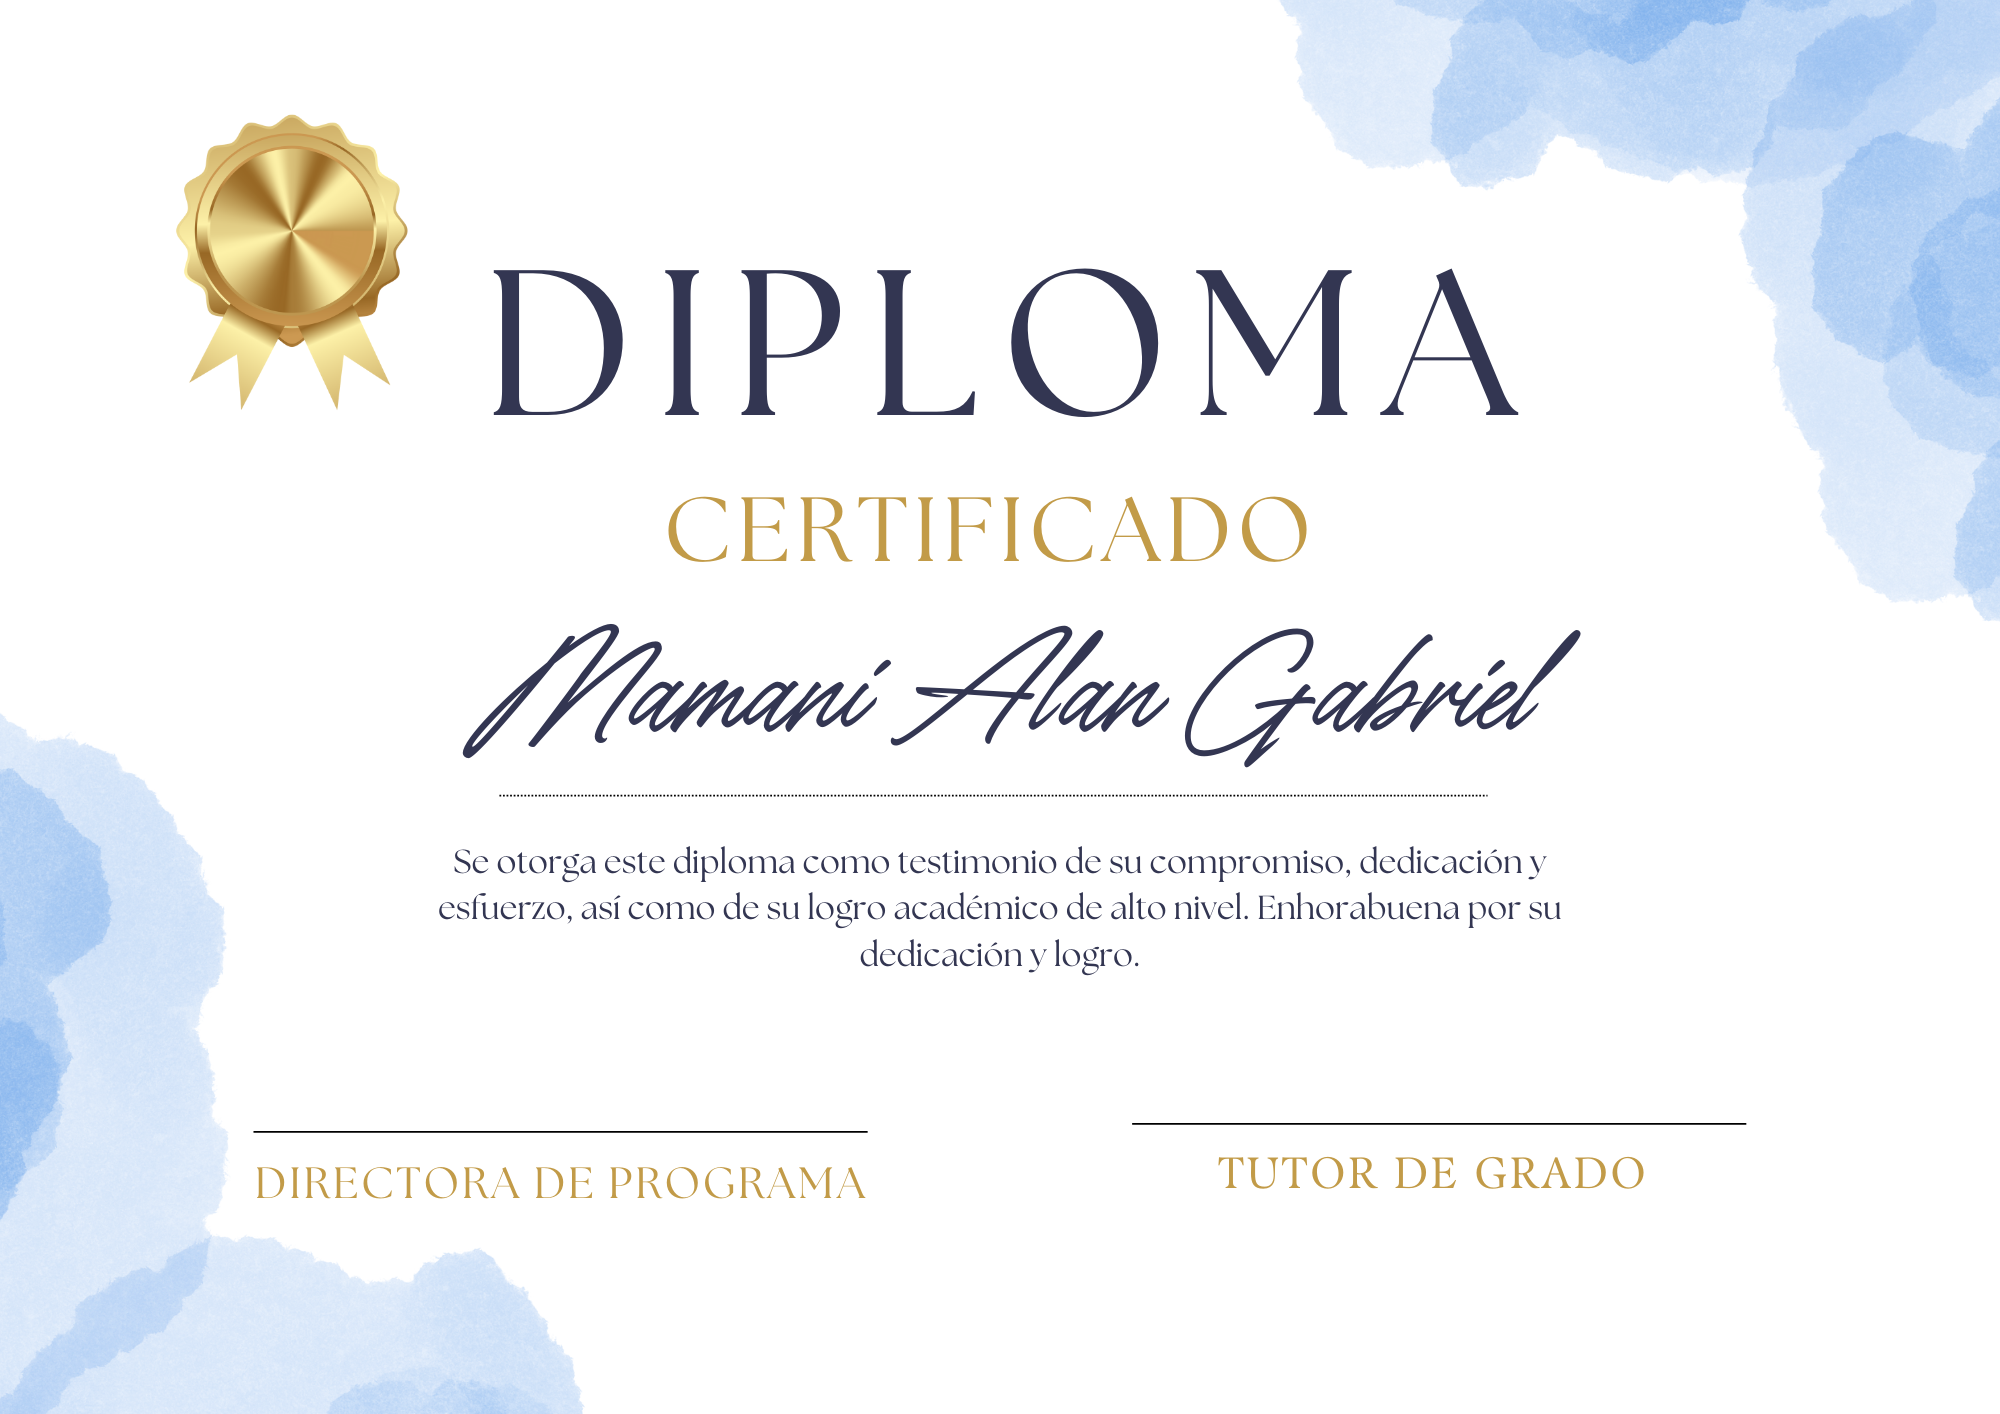 DIPLOMA
CERTIFICADO
Mamani Alan Gabriel
Se otorga este diploma como testimonio de su compromiso, dedicación y
esfuerzo, así como de su logro académico de alto nivel. Enhorabuena por su
dedicación y logro.
DIRECTORA DE PROGRAMA
TUTOR DE GRADO